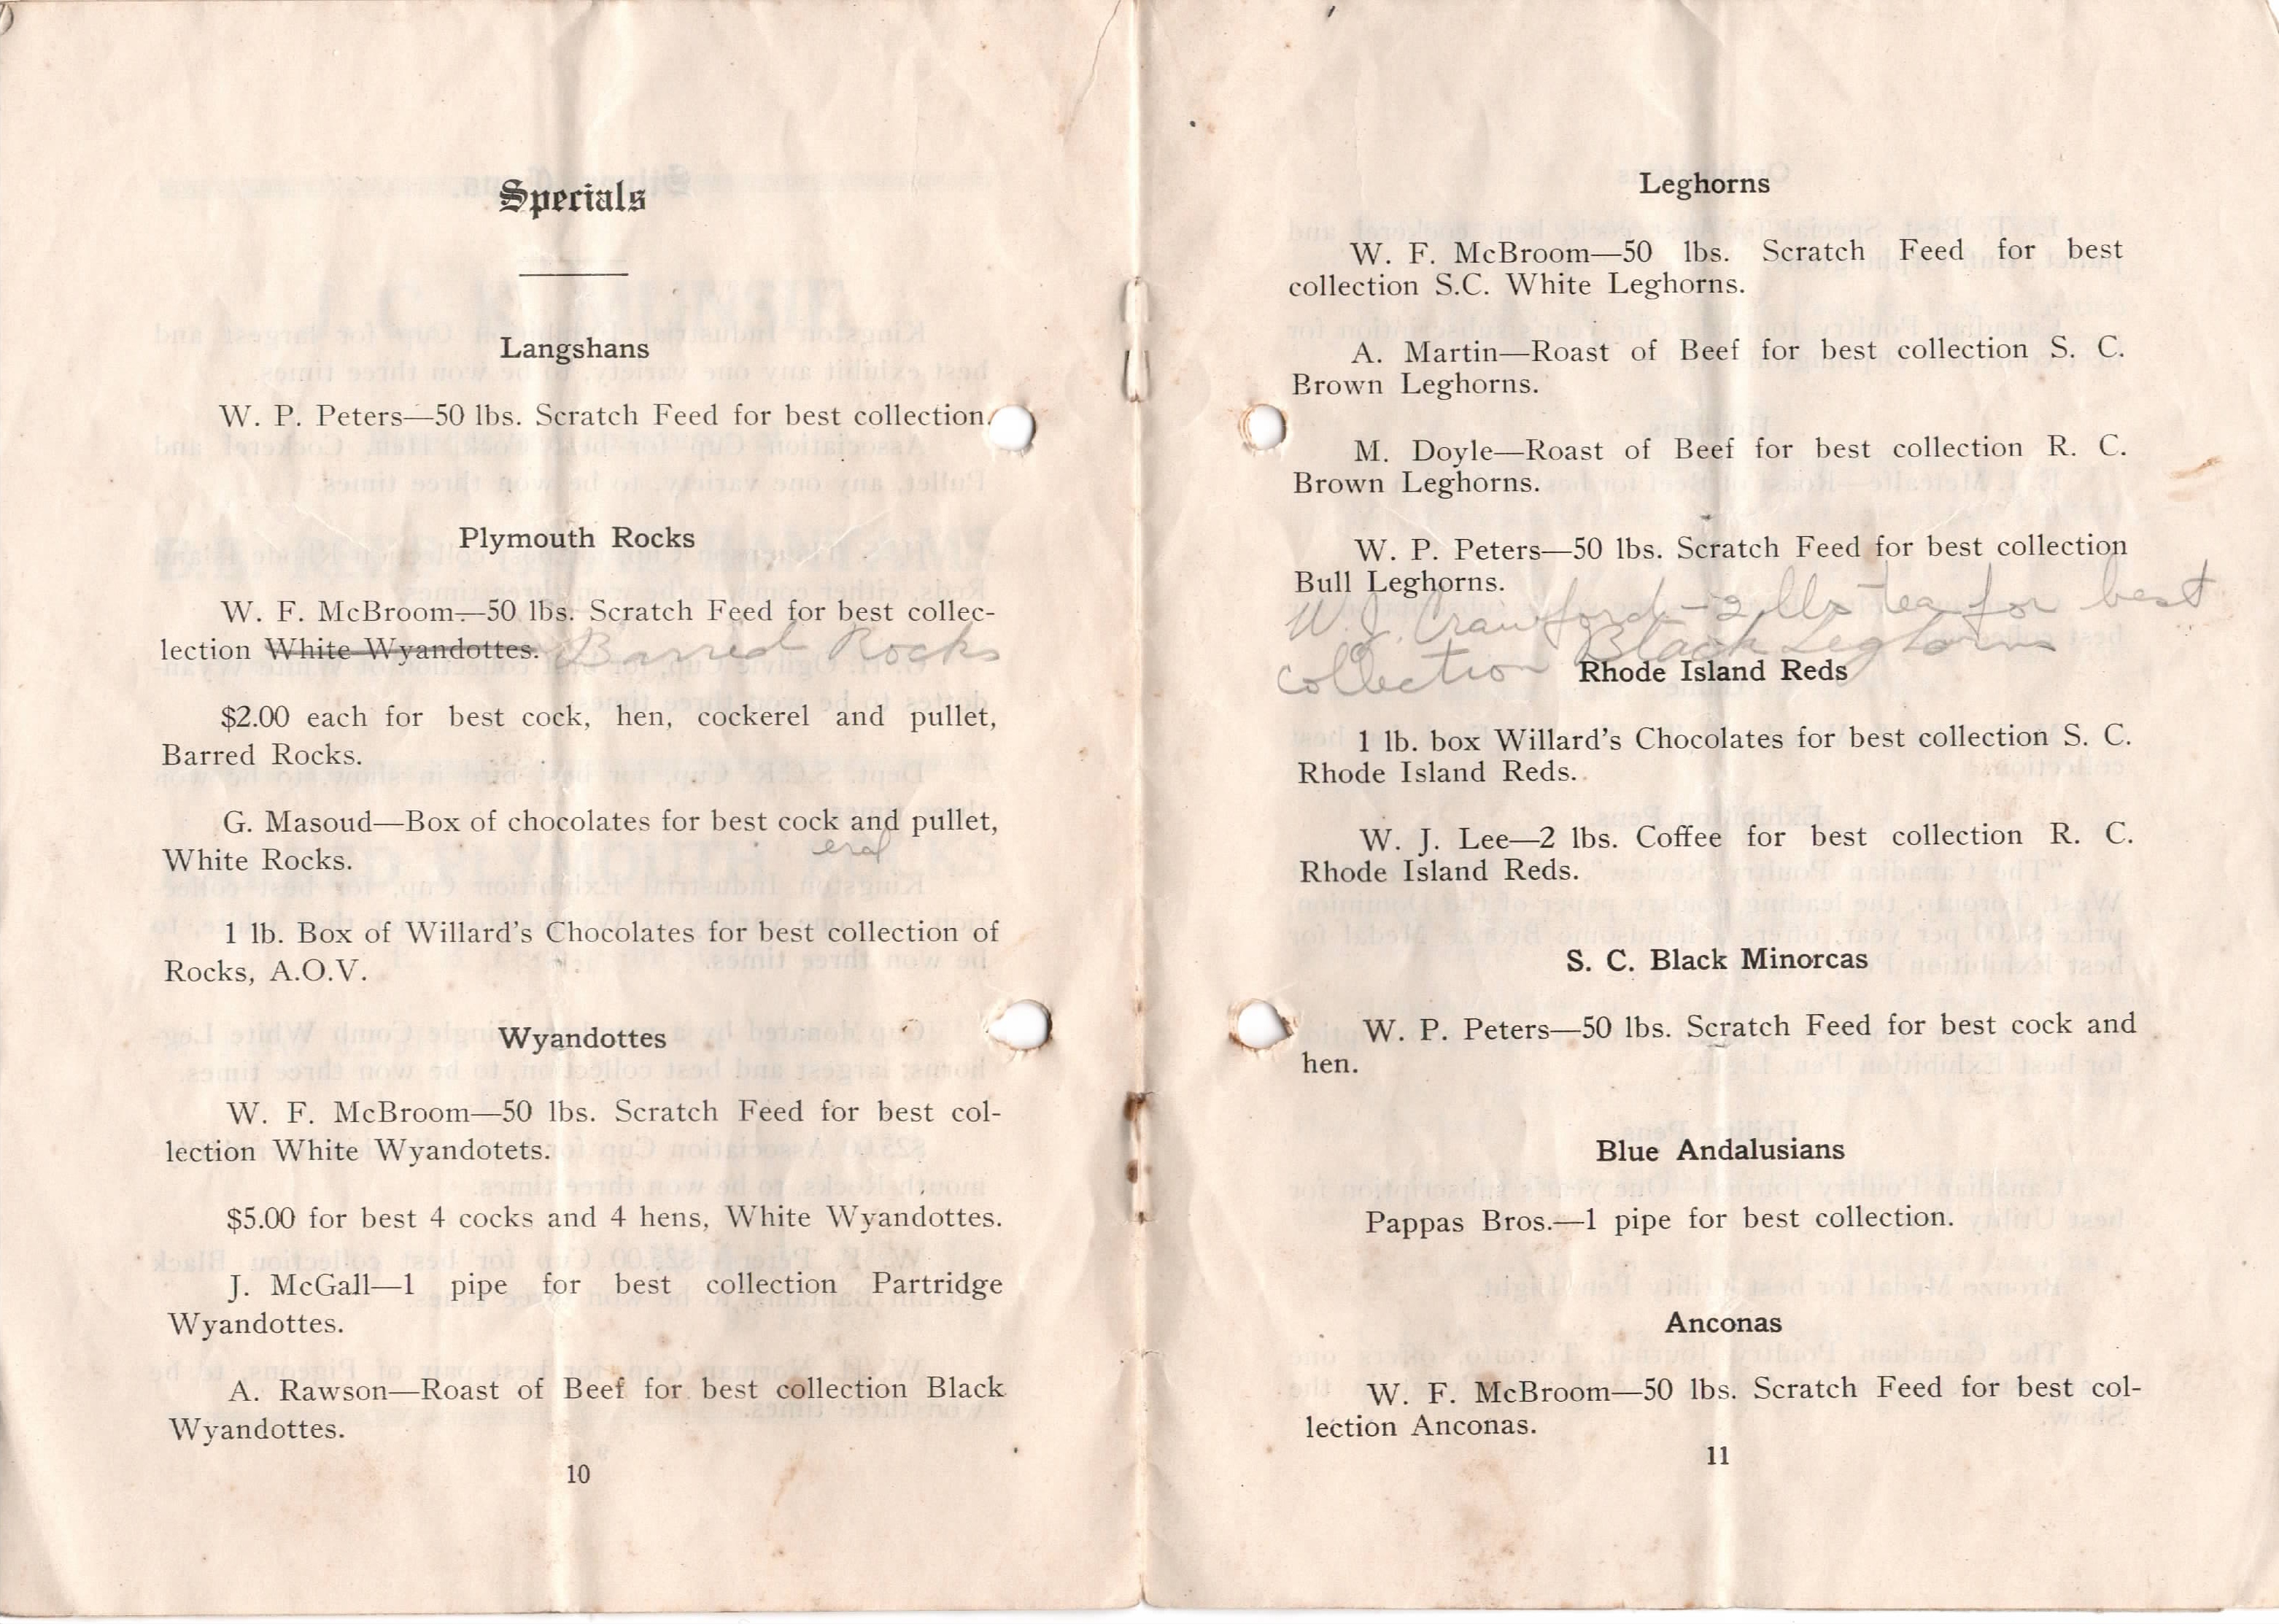 Specials
Langshans
W. P. Peters—50 lbs. Scratch Feed for best collection.
Plymouth Rocks
W. F. McBroom—50 lbs. Scratch Feed for best collec-
lection White Wyandottes. Barred Rocks
$2.00 each for best cock, hen, cockerel and pullet,
Barred Rocks.
G. Masoud—Box of chocolates for best cock and pullet,
eral
White Rocks.
1 lb. Box of Willard's Chocolates for best collection of
Rocks, A.O.V.
Wyandottes
W. F. McBroom—50 lbs. Scratch Feed for best col-
lection White Wyandotets.
$5.00 for best 4 cocks and 4 hens, White Wyandottes.
J. McGall—1 pipe for best collection Partridge
Wyandottes.
A. Rawson—Roast of Beef for best collection Black
Wyandottes.
10
Leghorns
W. F. McBroom—50 lbs. Scratch Feed for best
collection S.C. White Leghorns.
A. Martin—Roast of Beef for best collection S. C.
Brown Leghorns.
M. Doyle—Roast of Beef for best collection R. C.
Brown Leghorns.
W. P. Peters—50 lbs. Scratch Feed for best collection
Bull Leghorns.
W. J. Crawford - 2 lbs tea for best
collection Black Leghorns
Rhode Island Reds
1 lb. box Willard's Chocolates for best collection S. C.
Rhode Island Reds.
W. J. Lee—2 lbs. Coffee for best collection R. C.
Rhode Island Reds.
S. C. Black Minorcas
W. P. Peters—50 lbs. Scratch Feed for best cock and
hen.
Blue Andalusians
Pappas Bros.—1 pipe for best collection.
Anconas
W. F. McBroom—50 lbs. Scratch Feed for best col-
lection Anconas.
11